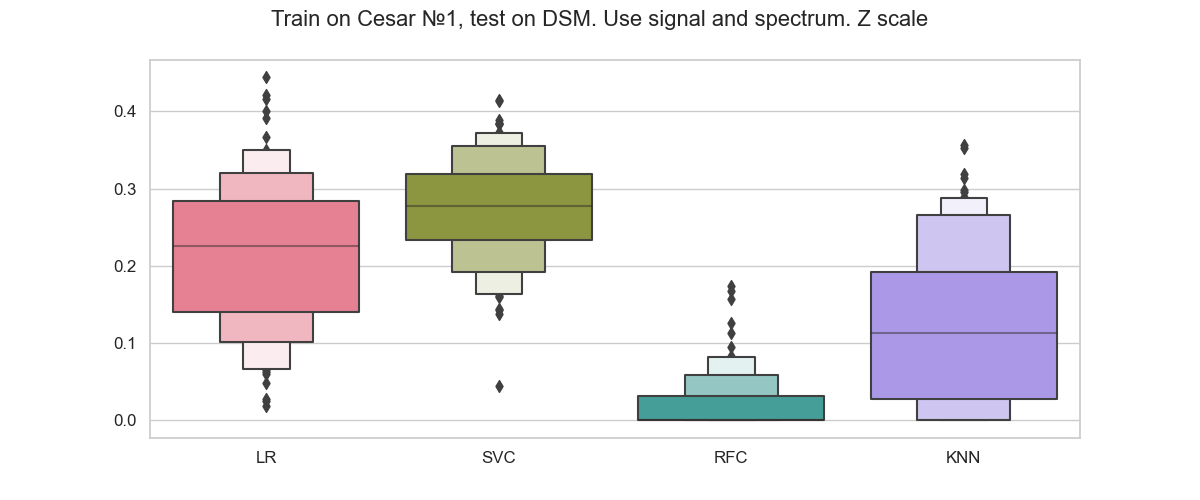 Train on Cesar №1, test on DSM. Use signal and spectrum. Z scale
0.4
0.3
0.2
0.1
0.0
LR SVC RFC KNN